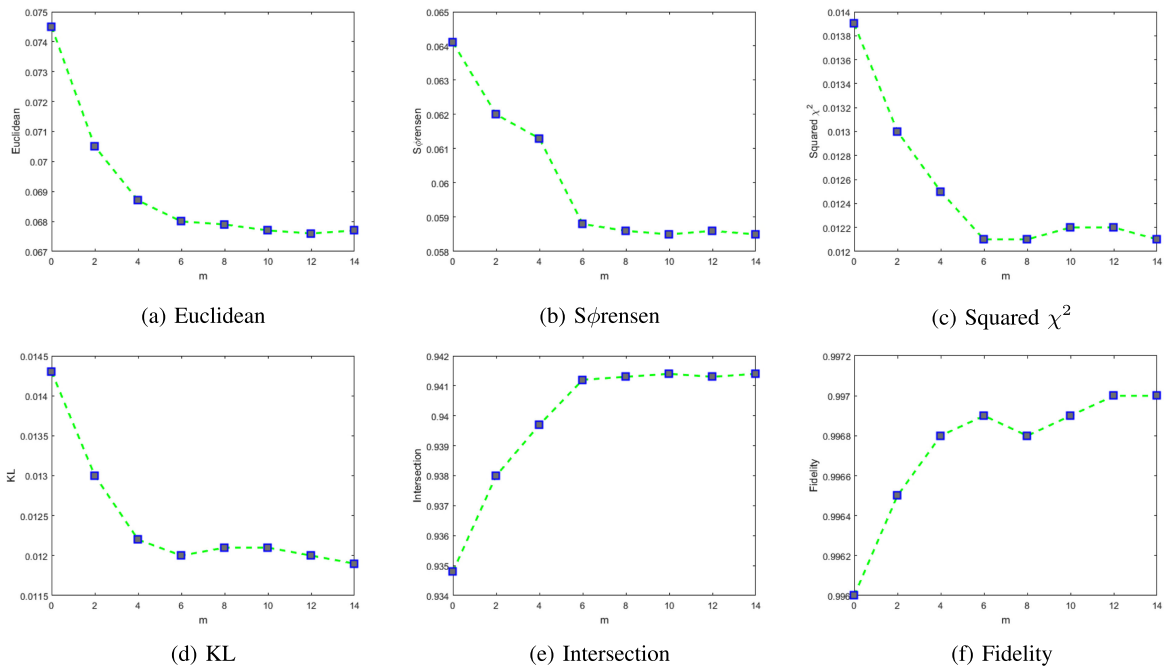 0.075
0.074
0.073
0.072
0.071
0.07
0.069
0.068
0.067
Euclidean
0 2 4 6 8 10 12 14
m
(a) Euclidean
0.065
0.064
0.063
0.062
0.061
0.06
0.059
0.058
Sϕrensen
0 2 4 6 8 10 12 14
m
(b) Sϕrensen
0.014
0.0138
0.0136
0.0134
0.0132
0.013
0.0128
0.0126
0.0124
0.0122
0.012
Squared χ²
0 2 4 6 8 10 12 14
m
(c) Squared χ²
0.0145
0.014
0.0135
0.013
0.0125
0.012
0.0115
KL
0 2 4 6 8 10 12 14
m
(d) KL
0.942
0.941
0.94
0.939
0.938
0.937
0.936
0.935
0.934
Intersection
0 2 4 6 8 10 12 14
m
(e) Intersection
0.9972
0.997
0.9968
0.9966
0.9964
0.9962
0.996
Fidelity
0 2 4 6 8 10 12 14
m
(f) Fidelity